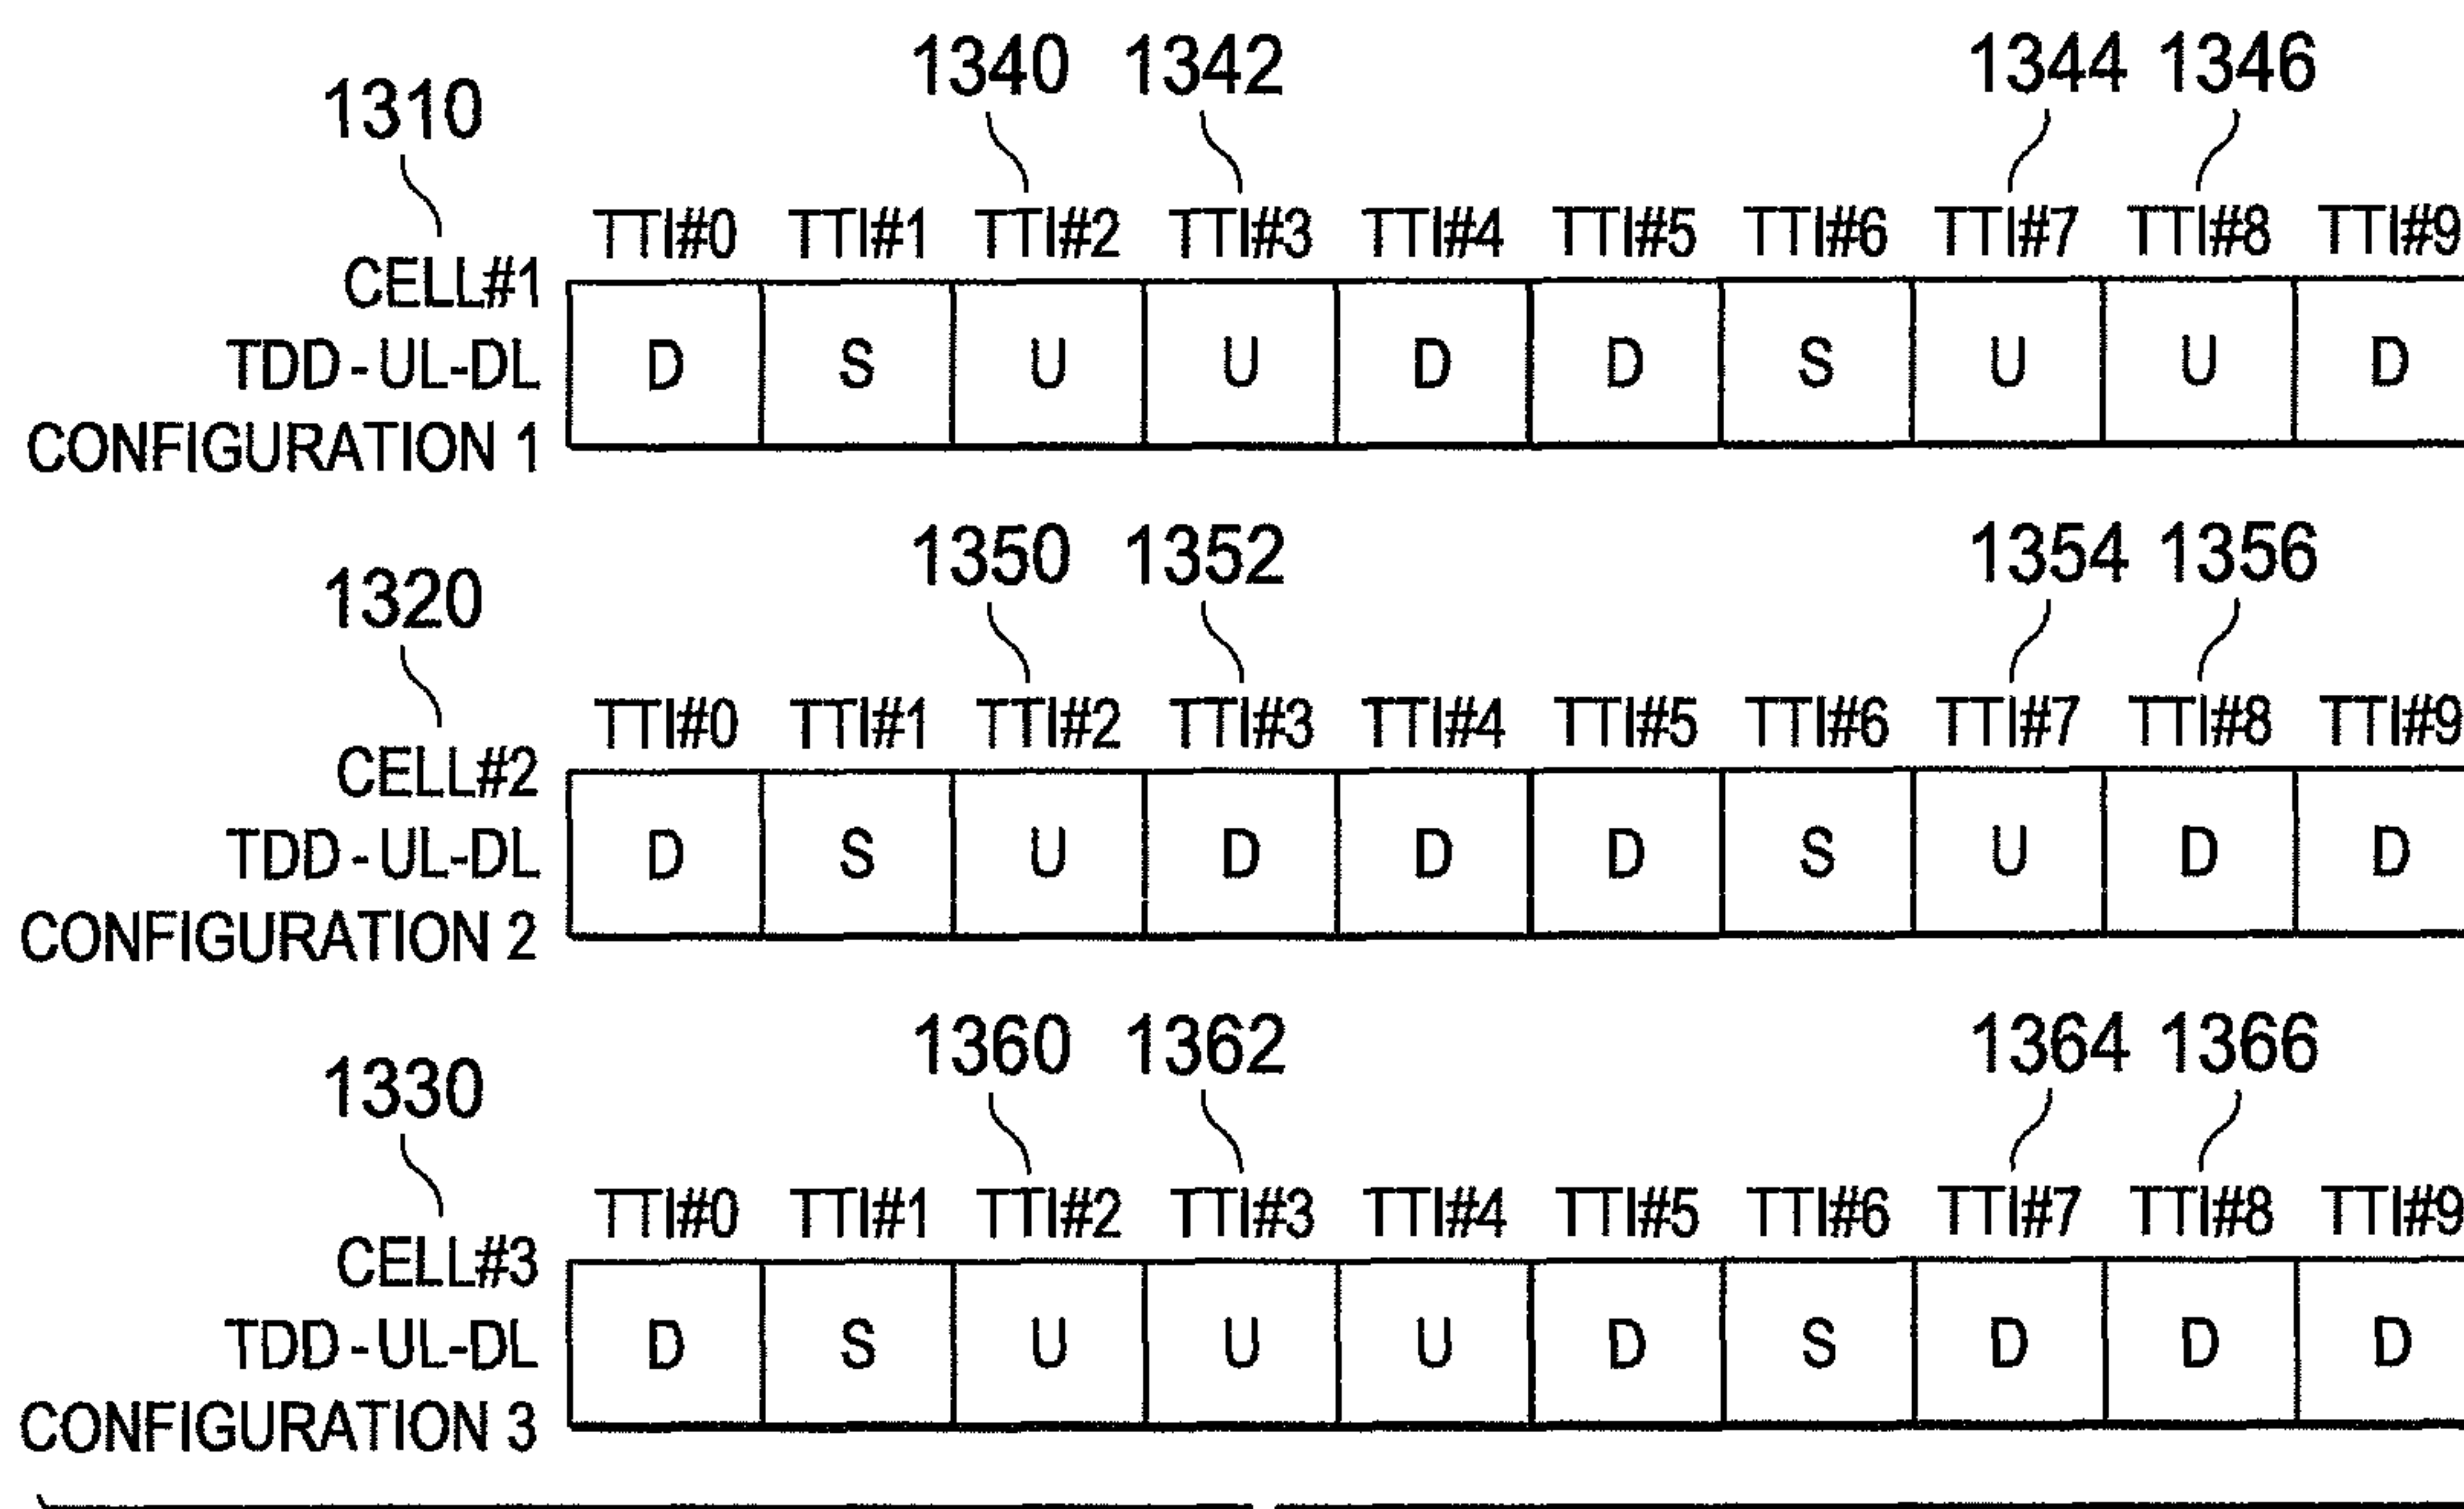 1340 1342 1344 1346
1310
TTI#0 TTI#1 TTI#2 TTI#3 TTI#4 TTI#5 TTI#6 TTI#7 TTI#8 TTI#9
CELL#1
TDD-UL-DL
CONFIGURATION 1
D S U U D D S U U D
1350 1352 1354 1356
1320
TTI#0 TTI#1 TTI#2 TTI#3 TTI#4 TTI#5 TTI#6 TTI#7 TTI#8 TTI#9
CELL#2
TDD-UL-DL
CONFIGURATION 2
D S U D D D S U D D
1360 1362 1364 1366
1330
TTI#0 TTI#1 TTI#2 TTI#3 TTI#4 TTI#5 TTI#6 TTI#7 TTI#8 TTI#9
CELL#3
TDD-UL-DL
CONFIGURATION 3
D S U U U D S D D D